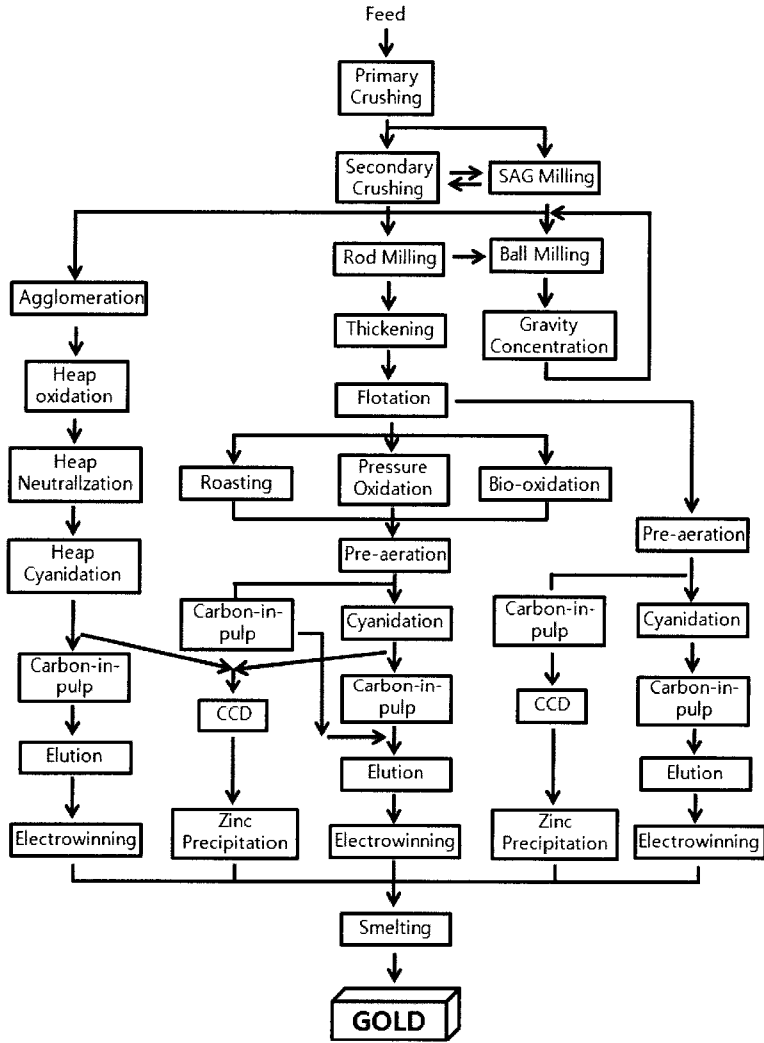 Feed
Primary
Crushing
Secondary
Crushing
SAG Milling
Rod Milling
Ball Milling
Agglomeration
Thickening
Gravity
Concentration
Heap
oxidation
Flotation
Heap
Neutrallzation
Roasting
Pressure
Oxidation
Bio-oxidation
Pre-aeration
Heap
Cyanidation
Pre-aeration
Carbon-in-
pulp
Cyanidation
Carbon-in-
pulp
Cyanidation
Carbon-in-
pulp
CCD
Carbon-in-
pulp
CCD
Carbon-in-
pulp
Elution
Elution
Elution
Electrowinning
Zinc
Precipitation
Electrowinning
Zinc
Precipitation
Electrowinning
Smelting
GOLD